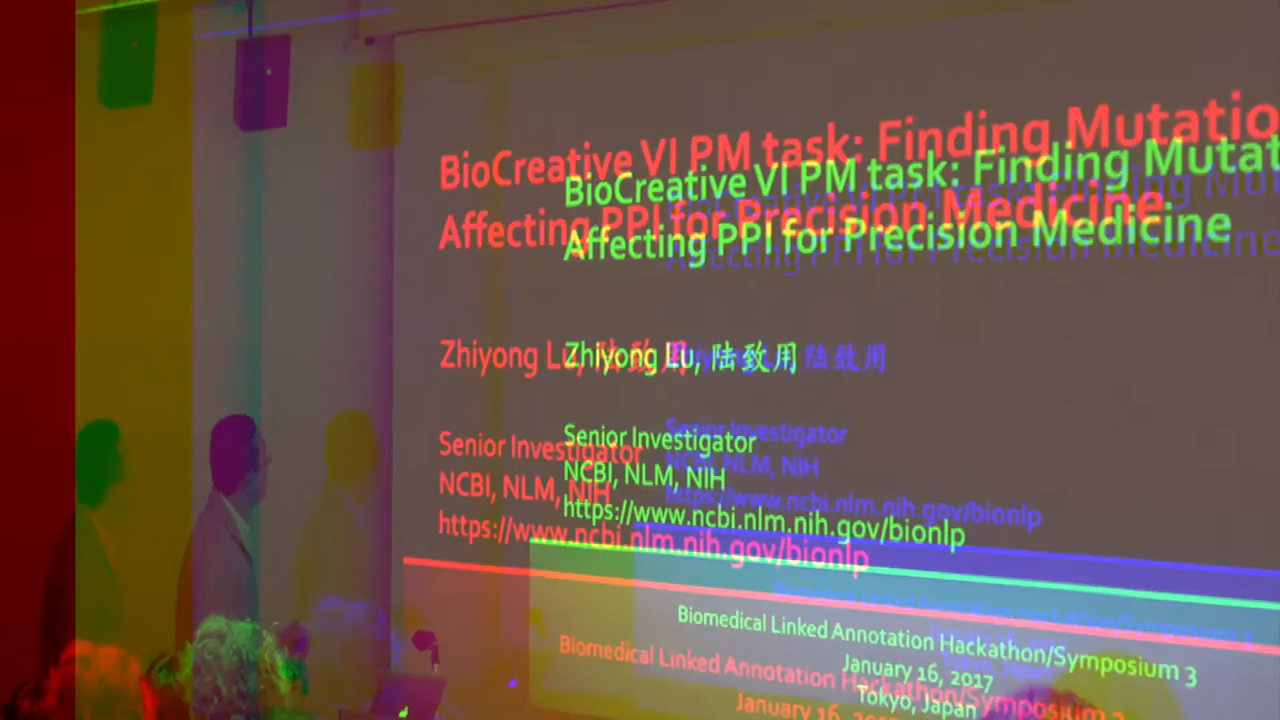 BioCreative VI PM task: Finding Mutatio
Affecting PPI for Precision Medicine
Zhiyong Lu, 陆致用
Senior Investigator
NCBI, NLM, NIH
https://www.ncbi.nlm.nih.gov/bionlp
Biomedical Linked Annotation Hackathon/Symposium 3
January 16, 2017
Tokyo, Japan